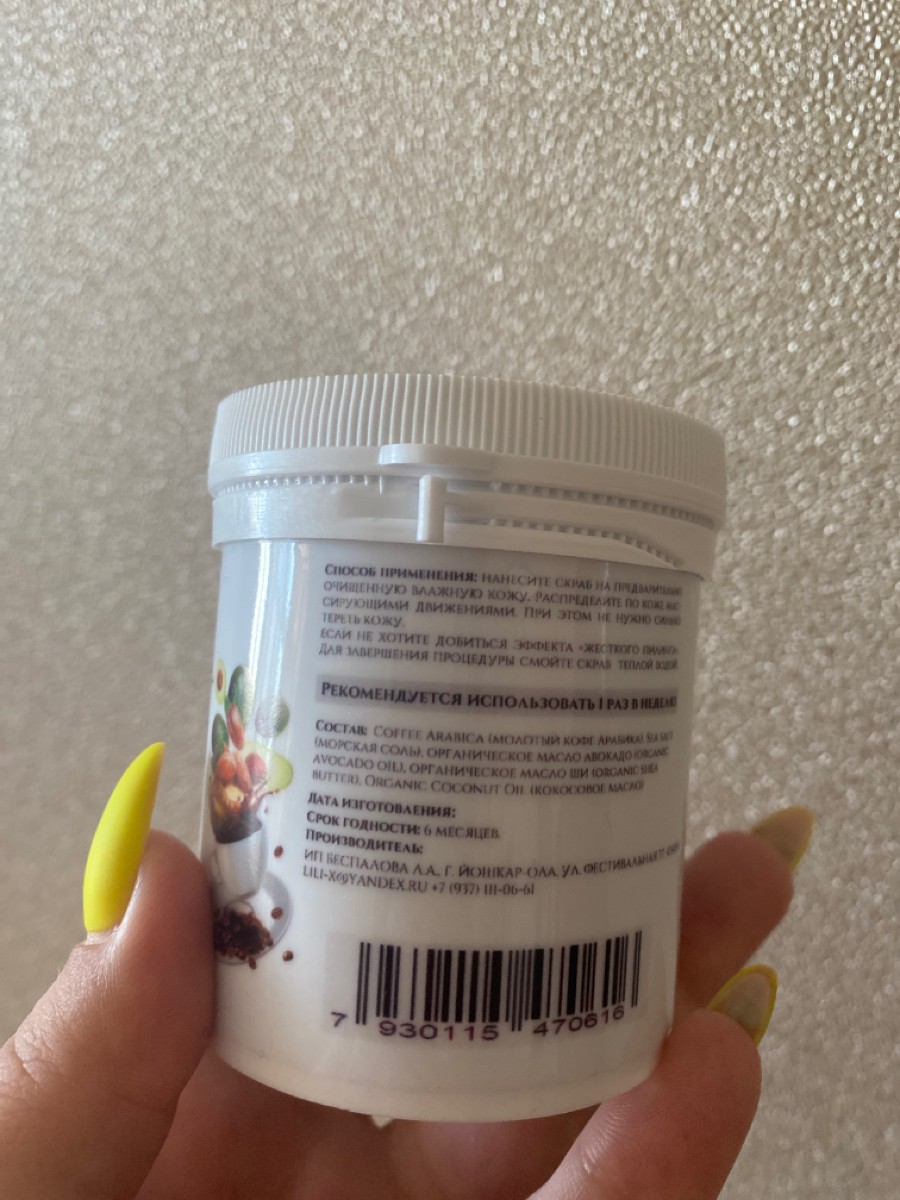 Способ применения: нанесите скраб на предварительно
очищенную влажную кожу. Распределите по коже мас
сирующими движениями. При этом не нужно сильно
тереть кожу.
Если не хотите добиться эффекта «жесткого пилинга»
Для завершения процедуры смойте скраб теплой водой.
Рекомендуется использовать 1 раз в неделю
Состав: Coffee Arabica (молотый кофе Арабика) Sea salt
(морская соль), органическое масло авокадо (organic
avocado oil), органическое масло ши (organic shea
butter), Organic Coconut Oil (кокосовое масло)
Дата изготовления:
Срок годности: 6 месяцев.
Производитель:
ИП Беспалова Л.А., г. Йошкар-Ола, ул. Фестивальная
+7 (937) 111-06-61
7 930115 470616